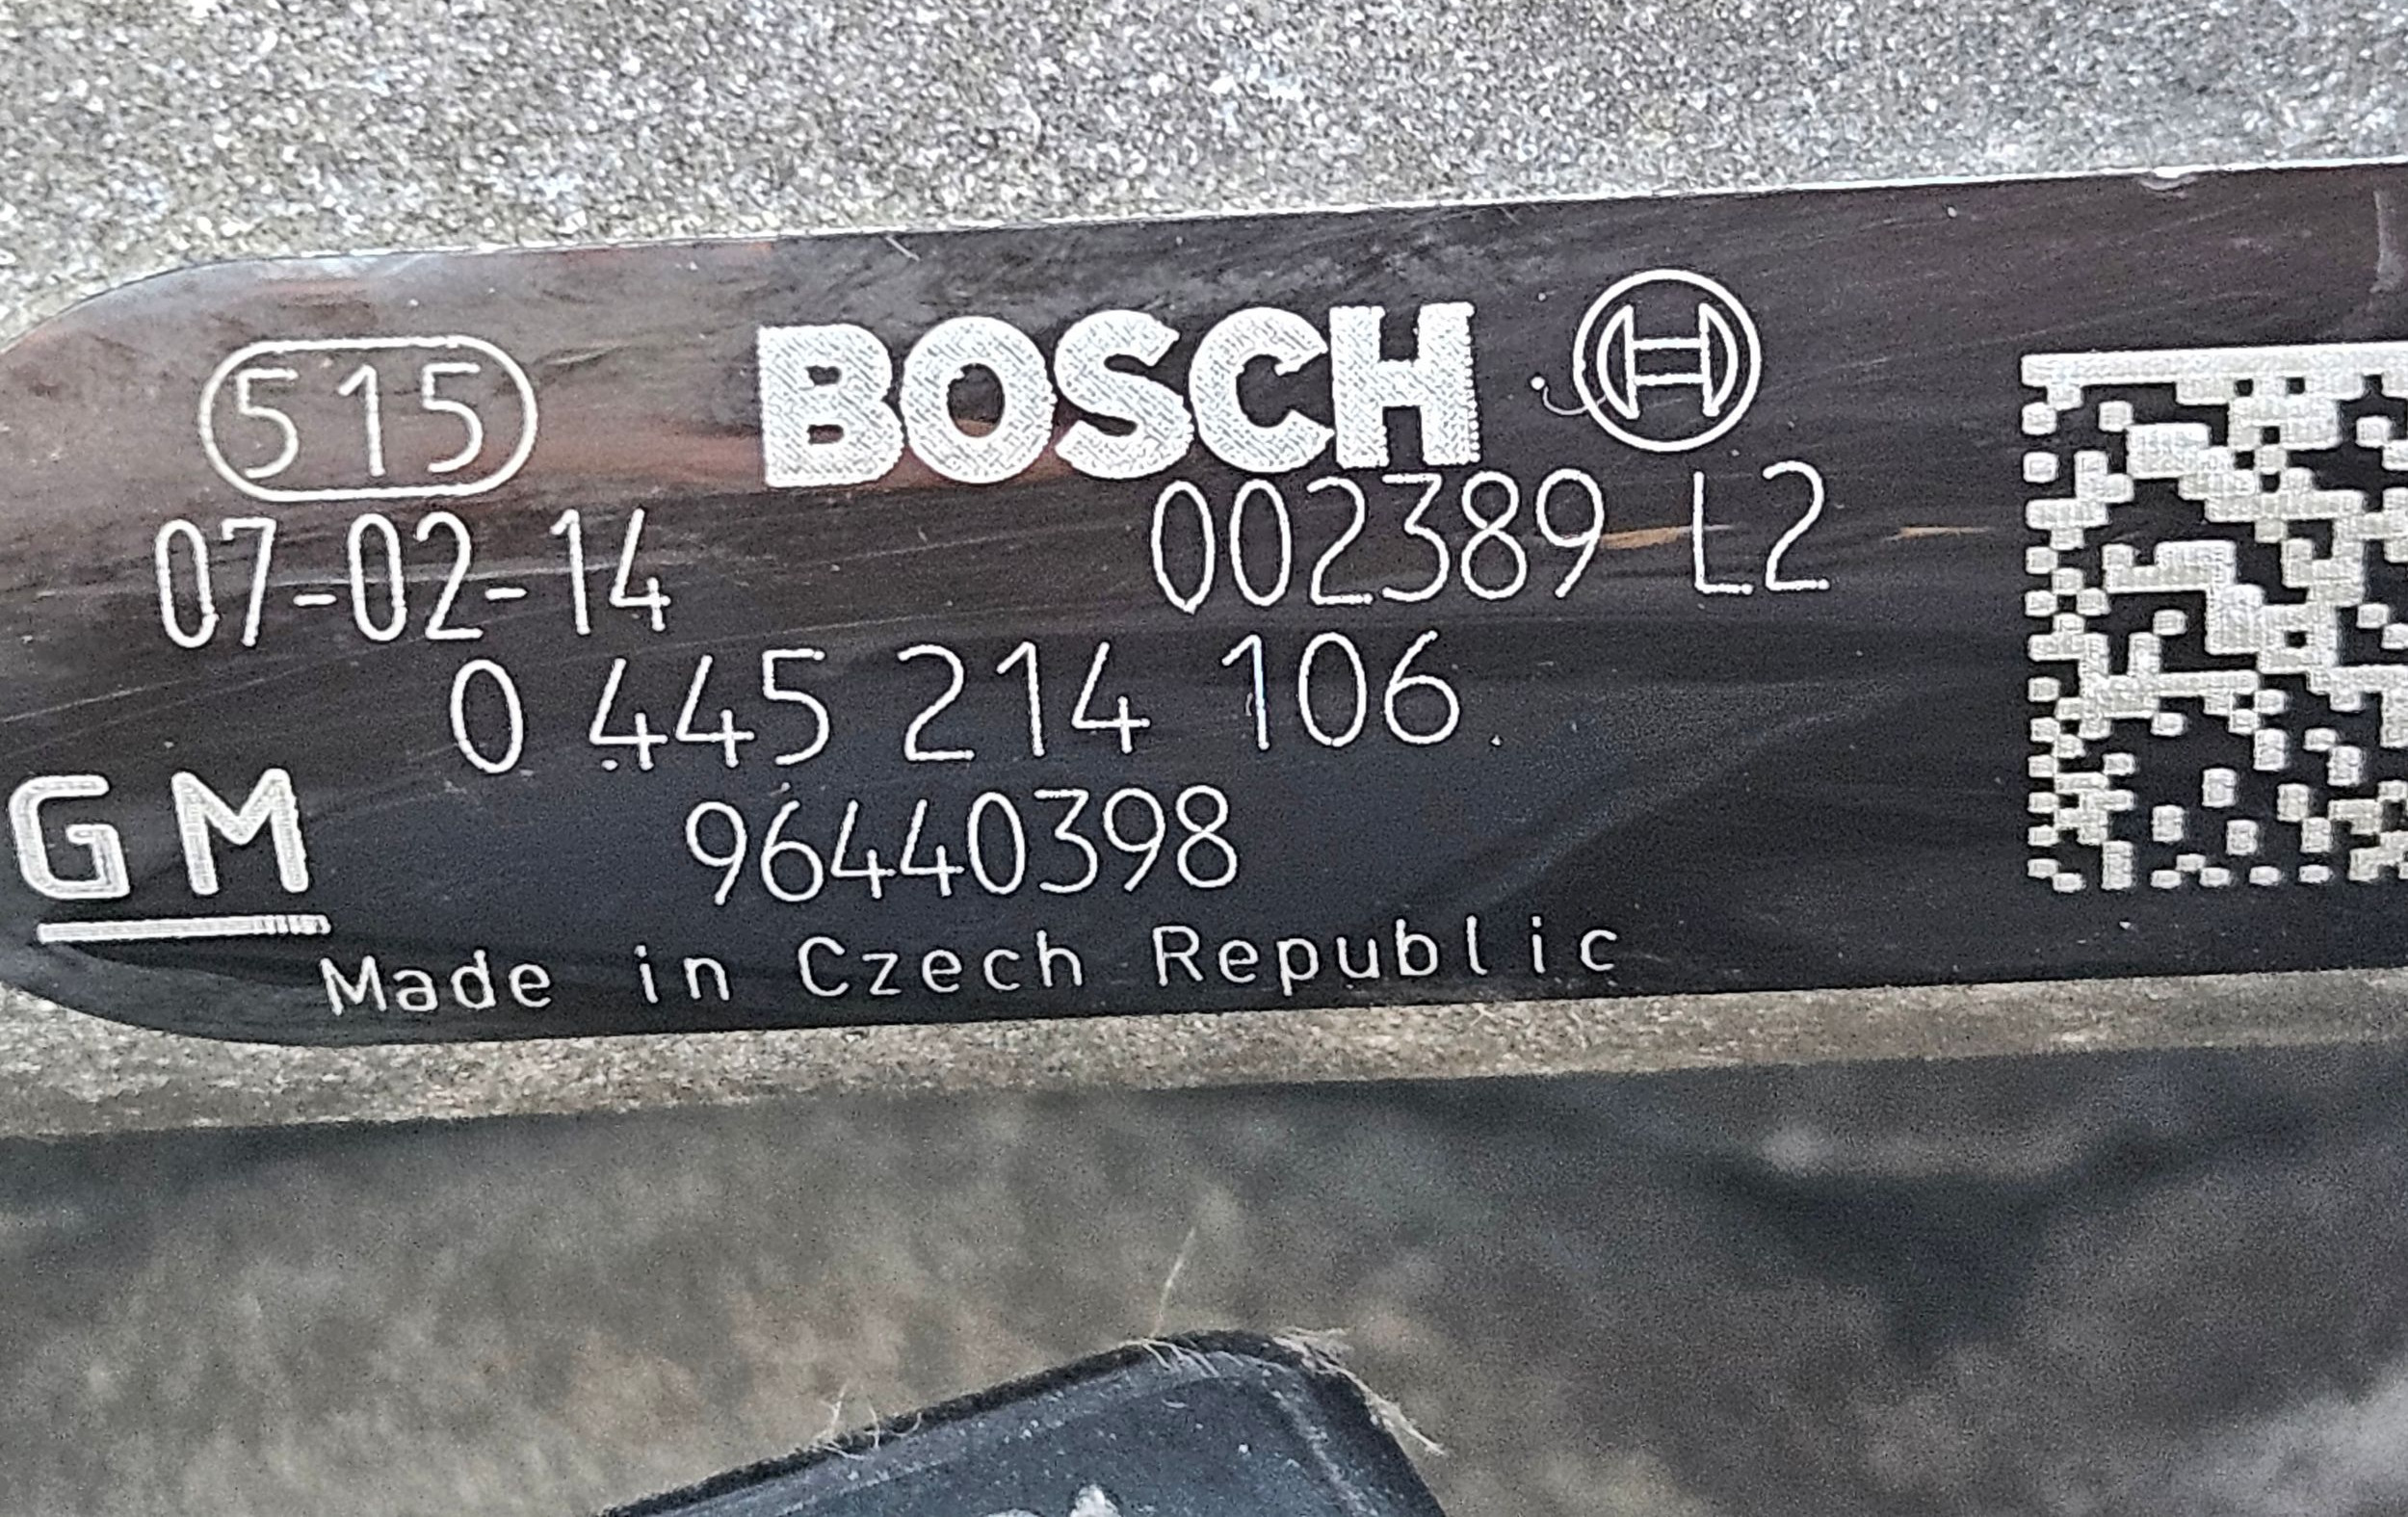 515 BOSCH
07-02-14 002389 L2
0 445 214 106
GM 96440398
Made in Czech Republic